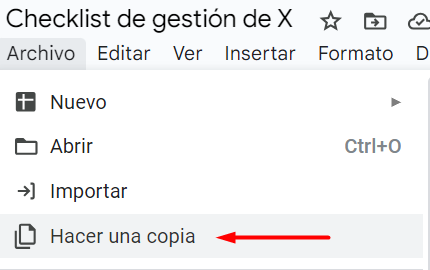 Checklist de gestión de X
Archivo Editar Ver Insertar Formato D
Nuevo
Abrir Ctrl+O
Importar
Hacer una copia